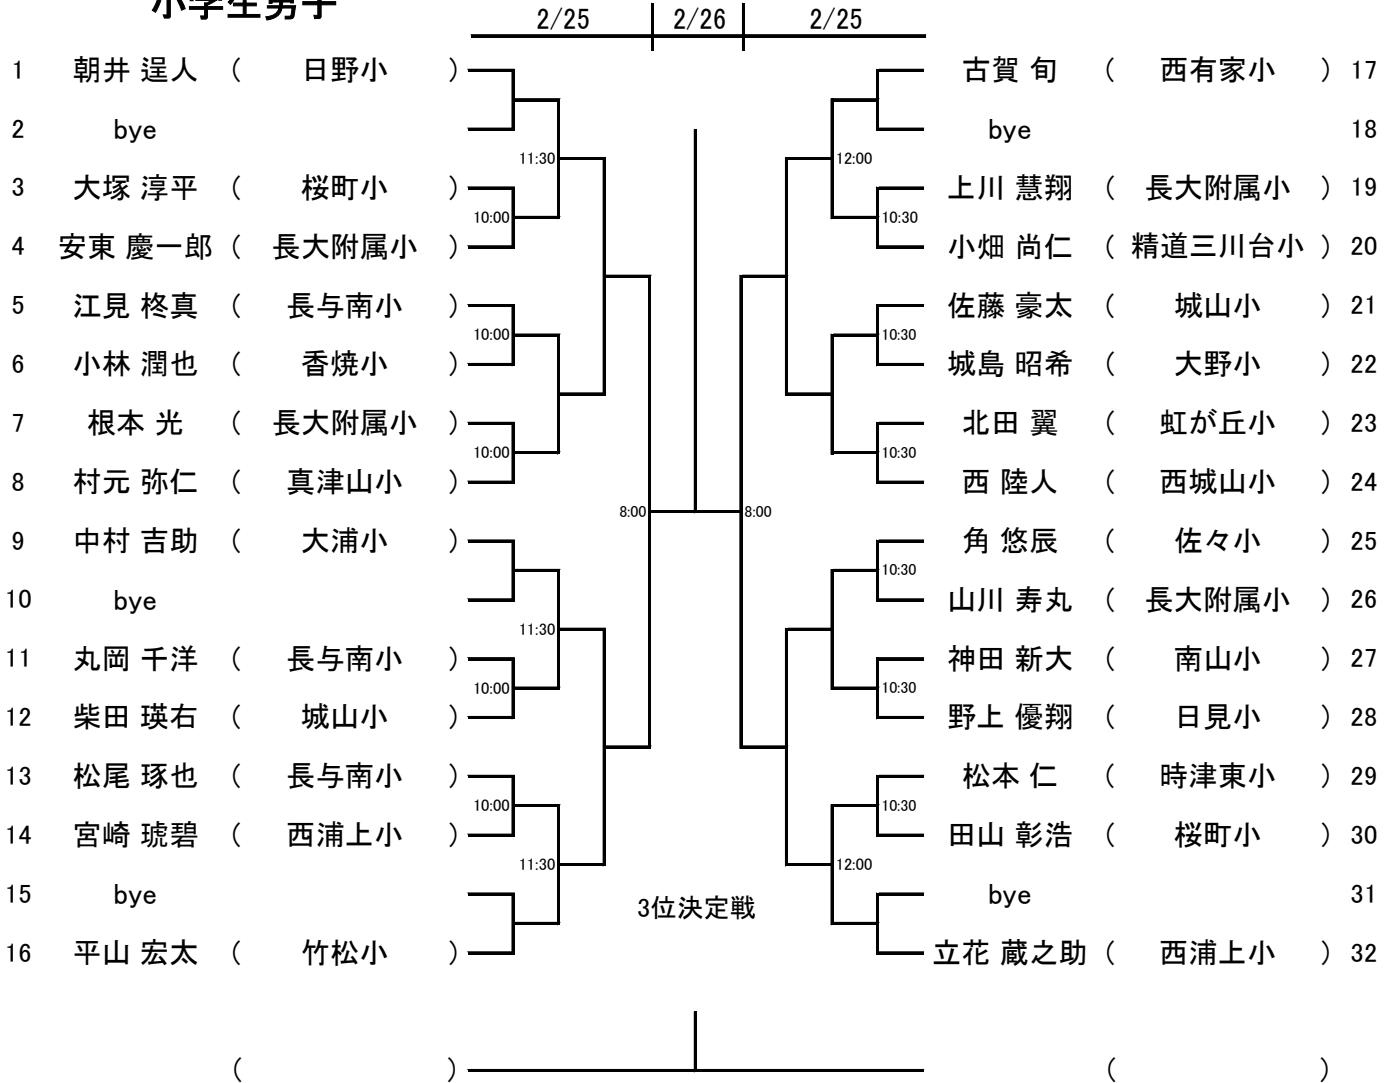 小学生男子
2/25 2/26 2/25
1 朝井 逞人 ( 日野小 ) 古賀 旬 ( 西有家小 ) 17
2 bye bye 18
11:30 12:00
3 大塚 淳平 ( 桜町小 ) 上川 慧翔 ( 長大附属小 ) 19
10:00 10:30
4 安東 慶一郎 ( 長大附属小 ) 小畑 尚仁 ( 精道三川台小 ) 20
5 江見 柊真 ( 長与南小 ) 佐藤 豪太 ( 城山小 ) 21
10:00 10:30
6 小林 潤也 ( 香焼小 ) 城島 昭希 ( 大野小 ) 22
7 根本 光 ( 長大附属小 ) 北田 翼 ( 虹が丘小 ) 23
10:00 10:30
8 村元 弥仁 ( 真津山小 ) 西 陸人 ( 西城山小 ) 24
8:00 8:00
9 中村 吉助 ( 大浦小 ) 角 悠辰 ( 佐々小 ) 25
10:30
10 bye 山川 寿丸 ( 長大附属小 ) 26
11:30
11 丸岡 千洋 ( 長与南小 ) 神田 新大 ( 南山小 ) 27
10:00 10:30
12 柴田 瑛右 ( 城山小 ) 野上 優翔 ( 日見小 ) 28
13 松尾 琢也 ( 長与南小 ) 松本 仁 ( 時津東小 ) 29
10:00 10:30
14 宮崎 琥碧 ( 西浦上小 ) 田山 彰浩 ( 桜町小 ) 30
11:30 12:00
15 bye bye 31
3位決定戦
16 平山 宏太 ( 竹松小 ) 立花 蔵之助 ( 西浦上小 ) 32
( ) ( )